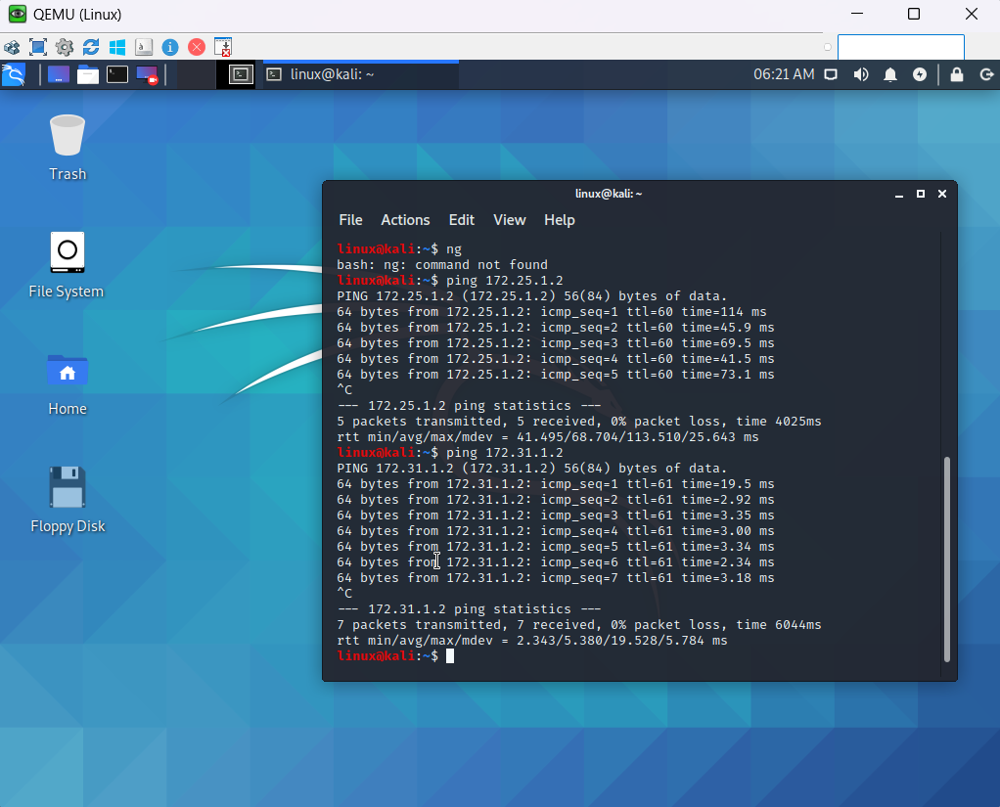 QEMU (Linux)
linux@kali: ~
06:21 AM
Trash
File System
Home
Floppy Disk
linux@kali: ~
File Actions Edit View Help
linux@kali:~$ ng
bash: ng: command not found
linux@kali:~$ ping 172.25.1.2
PING 172.25.1.2 (172.25.1.2) 56(84) bytes of data.
64 bytes from 172.25.1.2: icmp_seq=1 ttl=60 time=114 ms
64 bytes from 172.25.1.2: icmp_seq=2 ttl=60 time=45.9 ms
64 bytes from 172.25.1.2: icmp_seq=3 ttl=60 time=69.5 ms
64 bytes from 172.25.1.2: icmp_seq=4 ttl=60 time=41.5 ms
64 bytes from 172.25.1.2: icmp_seq=5 ttl=60 time=73.1 ms
^C
--- 172.25.1.2 ping statistics ---
5 packets transmitted, 5 received, 0% packet loss, time 4025ms
rtt min/avg/max/mdev = 41.495/68.704/113.510/25.643 ms
linux@kali:~$ ping 172.31.1.2
PING 172.31.1.2 (172.31.1.2) 56(84) bytes of data.
64 bytes from 172.31.1.2: icmp_seq=1 ttl=61 time=19.5 ms
64 bytes from 172.31.1.2: icmp_seq=2 ttl=61 time=2.92 ms
64 bytes from 172.31.1.2: icmp_seq=3 ttl=61 time=3.35 ms
64 bytes from 172.31.1.2: icmp_seq=4 ttl=61 time=3.00 ms
64 bytes from 172.31.1.2: icmp_seq=5 ttl=61 time=3.34 ms
64 bytes from 172.31.1.2: icmp_seq=6 ttl=61 time=2.34 ms
64 bytes from 172.31.1.2: icmp_seq=7 ttl=61 time=3.18 ms
^C
--- 172.31.1.2 ping statistics ---
7 packets transmitted, 7 received, 0% packet loss, time 6044ms
rtt min/avg/max/mdev = 2.343/5.380/19.528/5.784 ms
linux@kali:~$